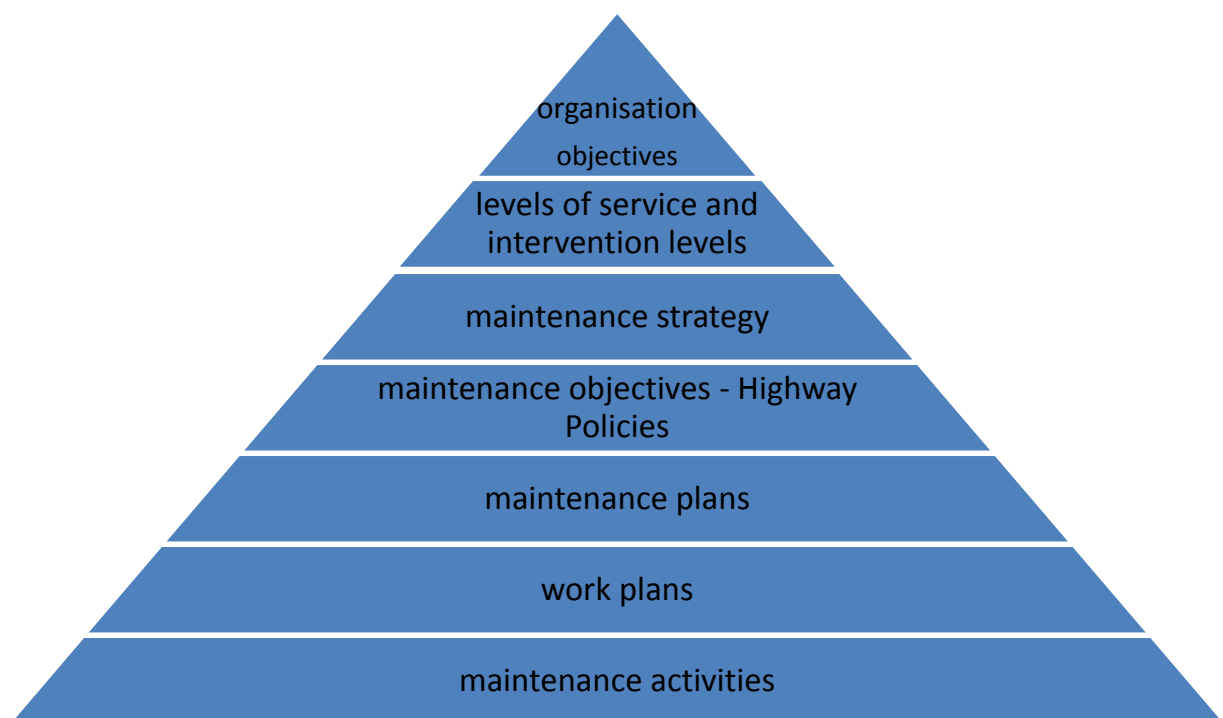 organisation
objectives
levels of service and
intervention levels
maintenance strategy
maintenance objectives - Highway
Policies
maintenance plans
work plans
maintenance activities